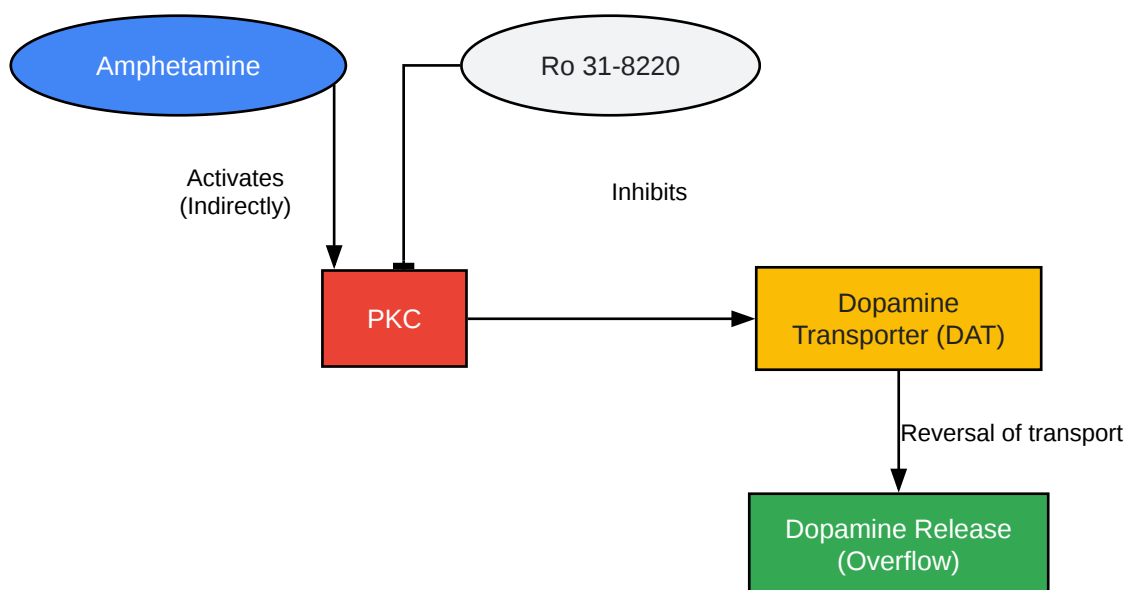 Amphetamine
Ro 31-8220
Activates
(Indirectly)
Inhibits
PKC
Dopamine
Transporter (DAT)
Reversal of transport
Dopamine Release
(Overflow)